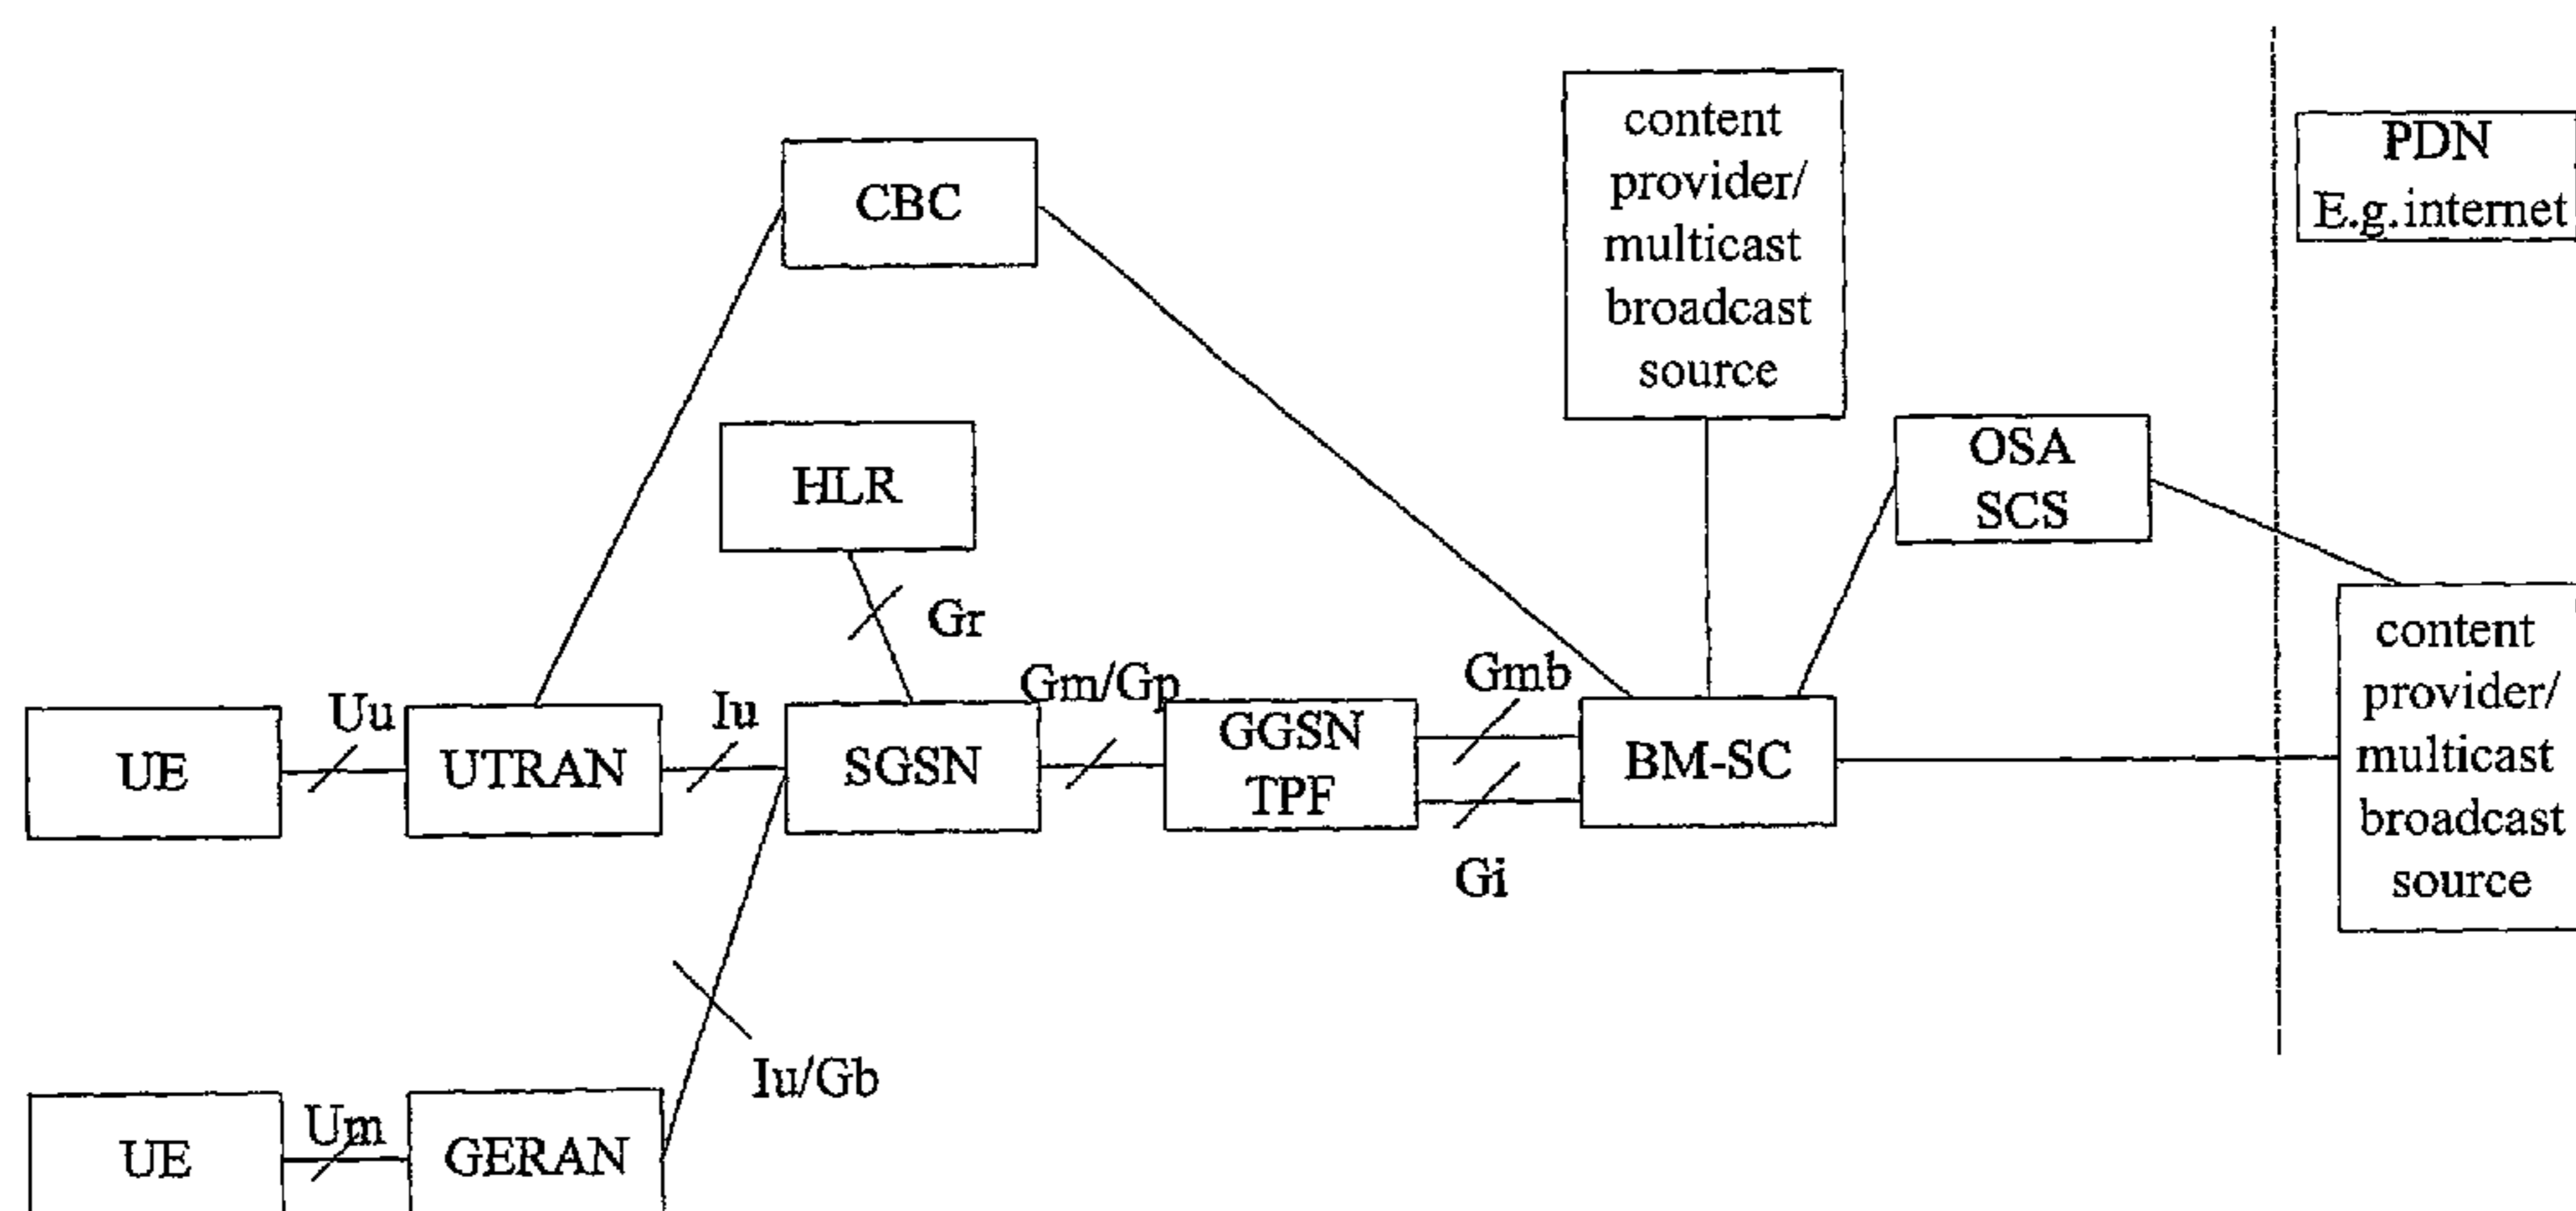 content
provider/
multicast
broadcast
source
PDN
E.g.internet
CBC
HLR
OSA
SCS
Gr
content
provider/
multicast
broadcast
source
Uu
Iu
Gm/Gp
Gmb
UE
UTRAN
SGSN
GGSN
TPF
BM-SC
Gi
Iu/Gb
UE
Um
GERAN